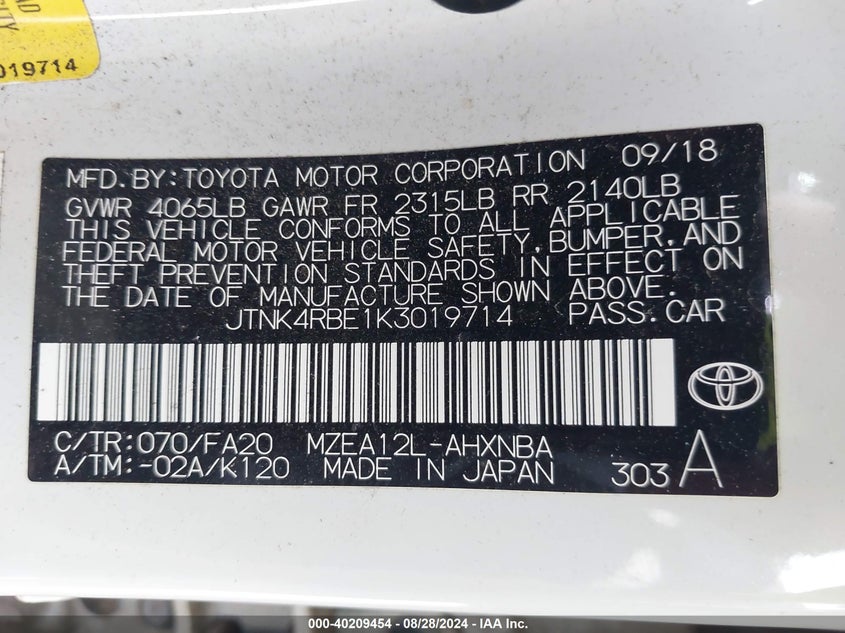 019714
MFD.BY:TOYOTA MOTOR CORPORATION 09/18
GVWR 4065LB GAWR FR 2315LB RR 2140LB
THIS VEHICLE CONFORMS TO ALL APPLICABLE
FEDERAL MOTOR VEHICLE SAFETY,BUMPER,AND
THEFT PREVENTION STANDARDS IN EFFECT ON
THE DATE OF MANUFACTURE SHOWN ABOVE.
JTNK4RBE1K3019714 PASS.CAR
C/TR:070/FA20 MZEA12L-AHXNBA
A/TM:-02A/K120 MADE IN JAPAN 303 A
000-40209454 - 08/28/2024 - IAA Inc.